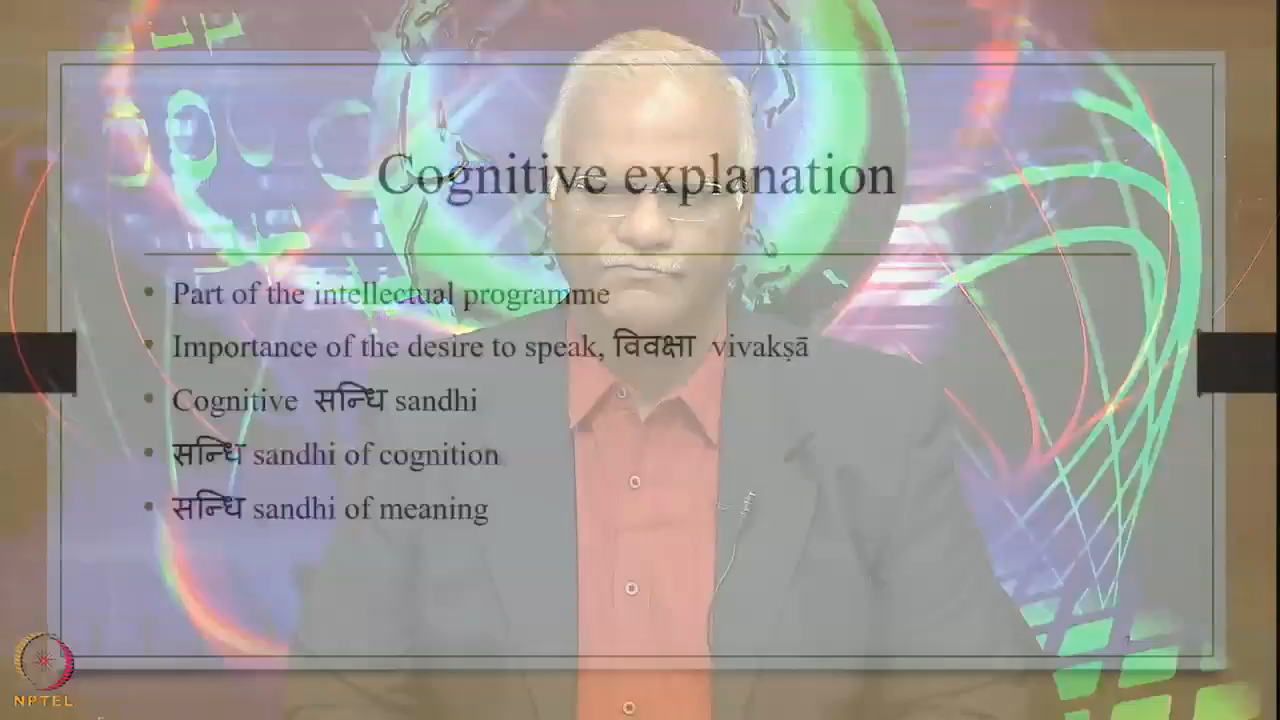 Cognitive explanation
• Part of the intellectual programme
• Importance of the desire to speak, विवक्षा vivakṣā
• Cognitive सन्धि sandhi
• सन्धि sandhi of cognition
• सन्धि sandhi of meaning
NPTEL